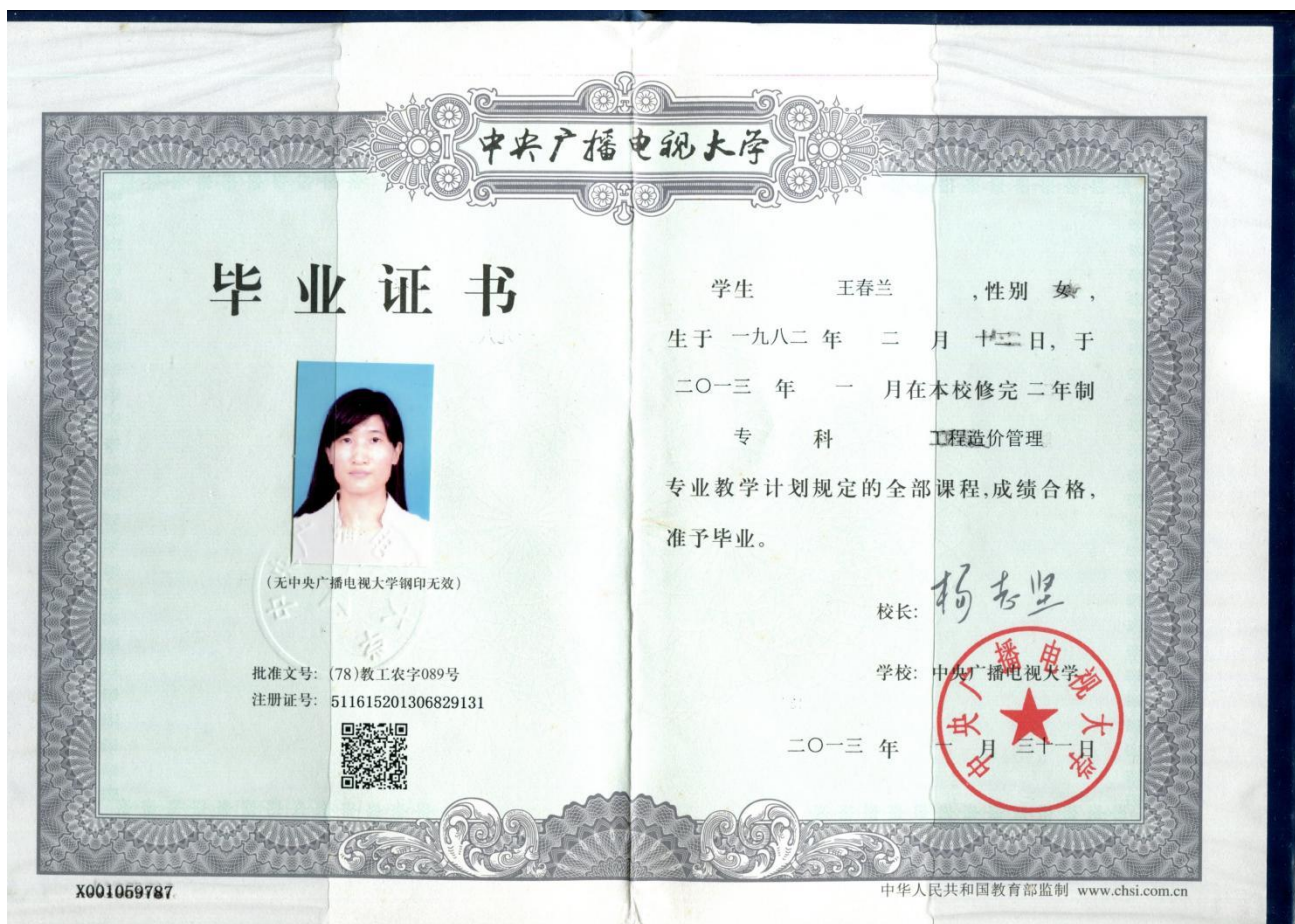 中央广播电视大学
毕业证书
(无中央广播电视大学钢印无效)
批准文号: (78)教工农字089号
注册证号: 511615201306829131
X001059787
学生 王春兰 , 性别 女 ,
生于 一九八二 年 二 月 日, 于
二〇一三 年 一 月在本校修完 二年制
专 科 工程造价管理
专业教学计划规定的全部课程,成绩合格,
准予毕业。
校长: 杨志坚
学校: 中央广播电视大学
中央广播电视大学
二〇一三 年 一 月 三十一日
中华人民共和国教育部监制 www.chsi.com.cn